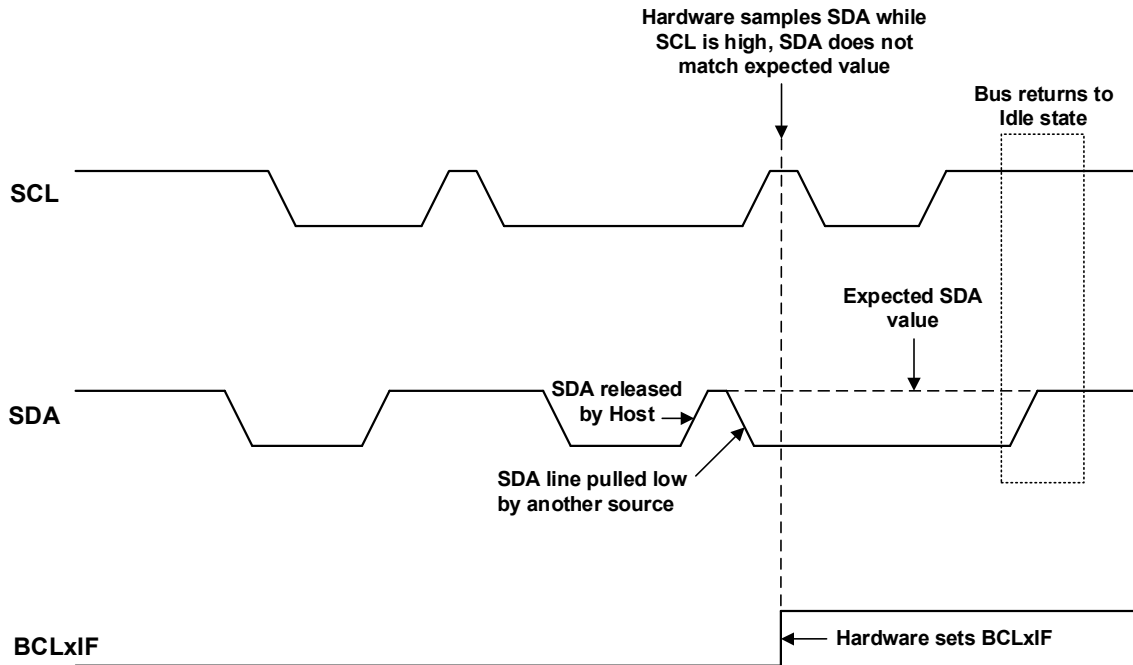 Hardware samples SDA while
SCL is high, SDA does not
match expected value
Bus returns to
Idle state
SCL
Expected SDA
value
SDA released
by Host
SDA
SDA line pulled low
by another source
Hardware sets BCLxIF
BCLxIF